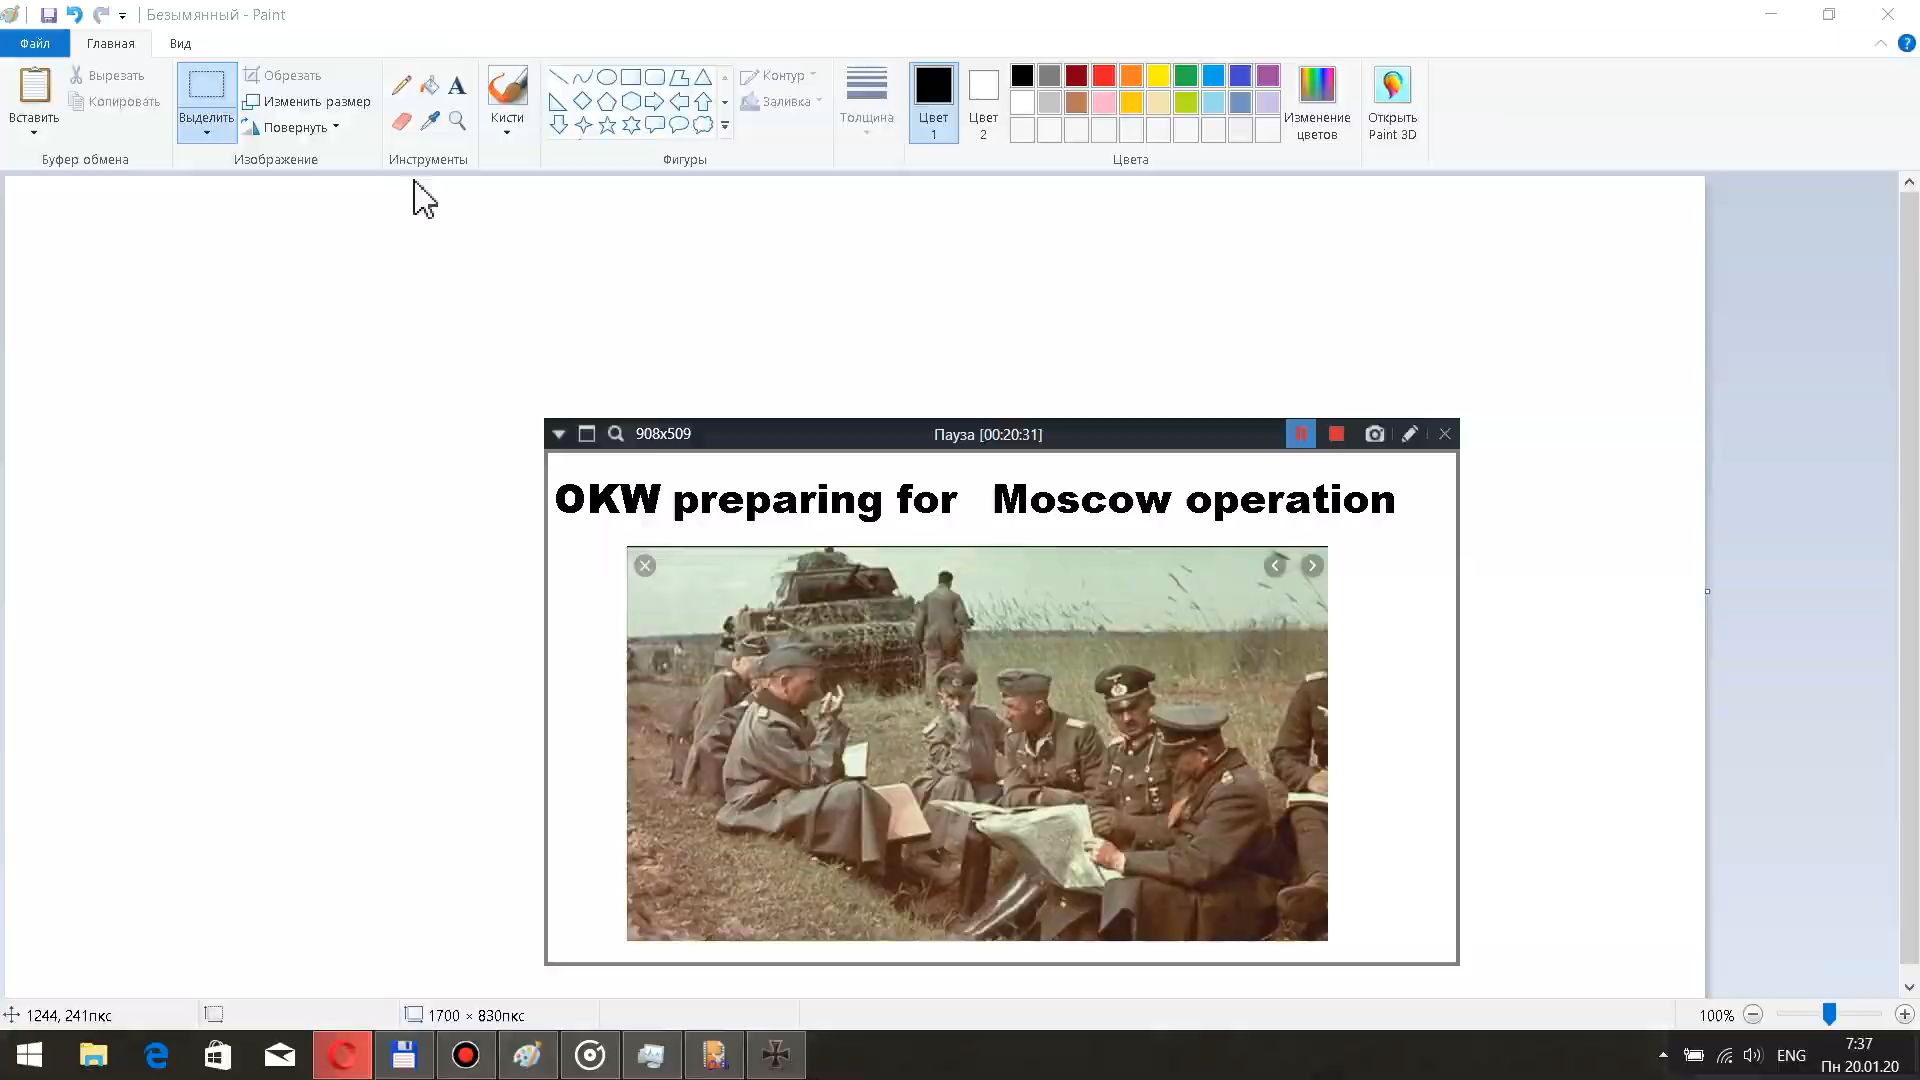 Безымянный - Paint
Файл Главная Вид
Вставить
Вырезать
Копировать
Буфер обмена
Выделить
Обрезать
Изменить размер
Повернуть
Изображение
Инструменты
Кисти
Контур
Заливка
Фигуры
Толщина
Цвет
1
Цвет
2
Изменение
цветов
Цвета
Открыть
Paint 3D
908x509 Пауза [00:20:31]
OKW preparing for Moscow operation
1244, 241пкс 1700 × 830пкс 100%
ENG
7:37
Пн 20.01.20